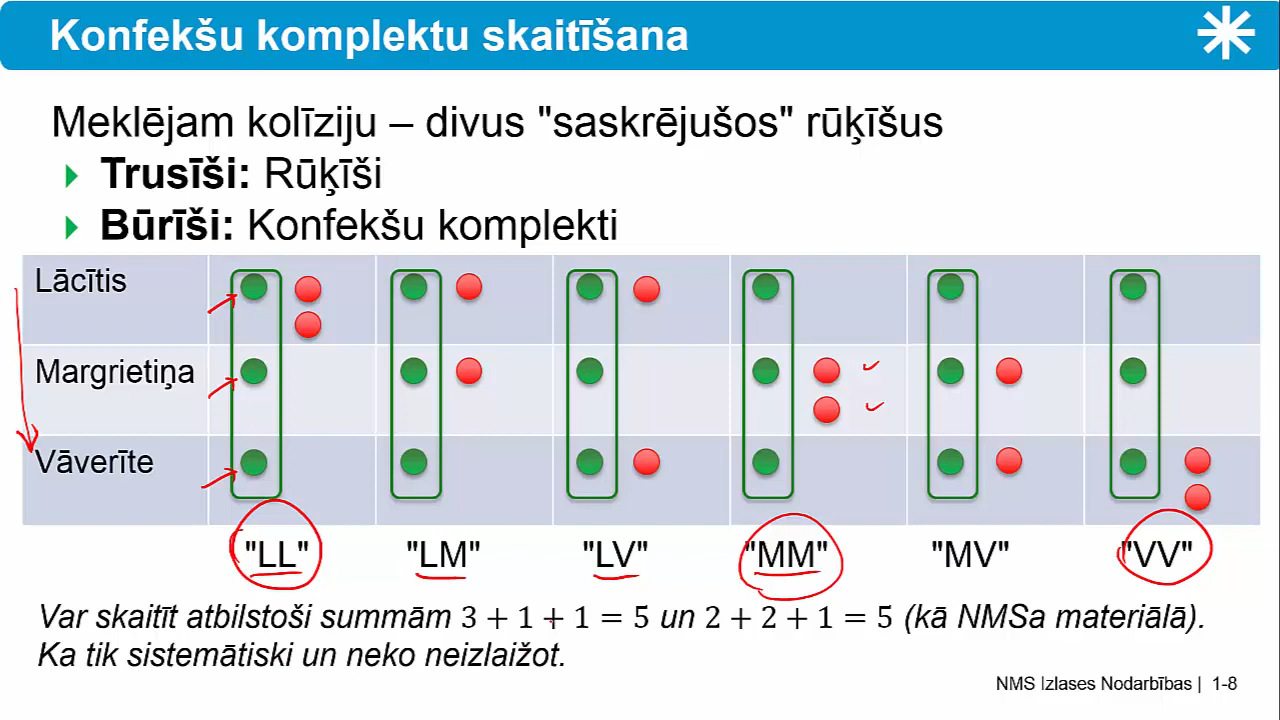 Konfekšu komplektu skaitīšana
Meklējam kolīziju – divus "saskrējušos" rūķīšus
Trusīši: Rūķīši
Būrīši: Konfekšu komplekti
Lācītis
Margrietiņa
Vāverīte
"LL" "LM" "LV" "MM" "MV" "VV"
Var skaitīt atbilstoši summām 3 + 1 + 1 = 5 un 2 + 2 + 1 = 5 (kā NMSa materiālā).
Ka tik sistemātiski un neko neizlaižot.
NMS Izlases Nodarbības | 1-8